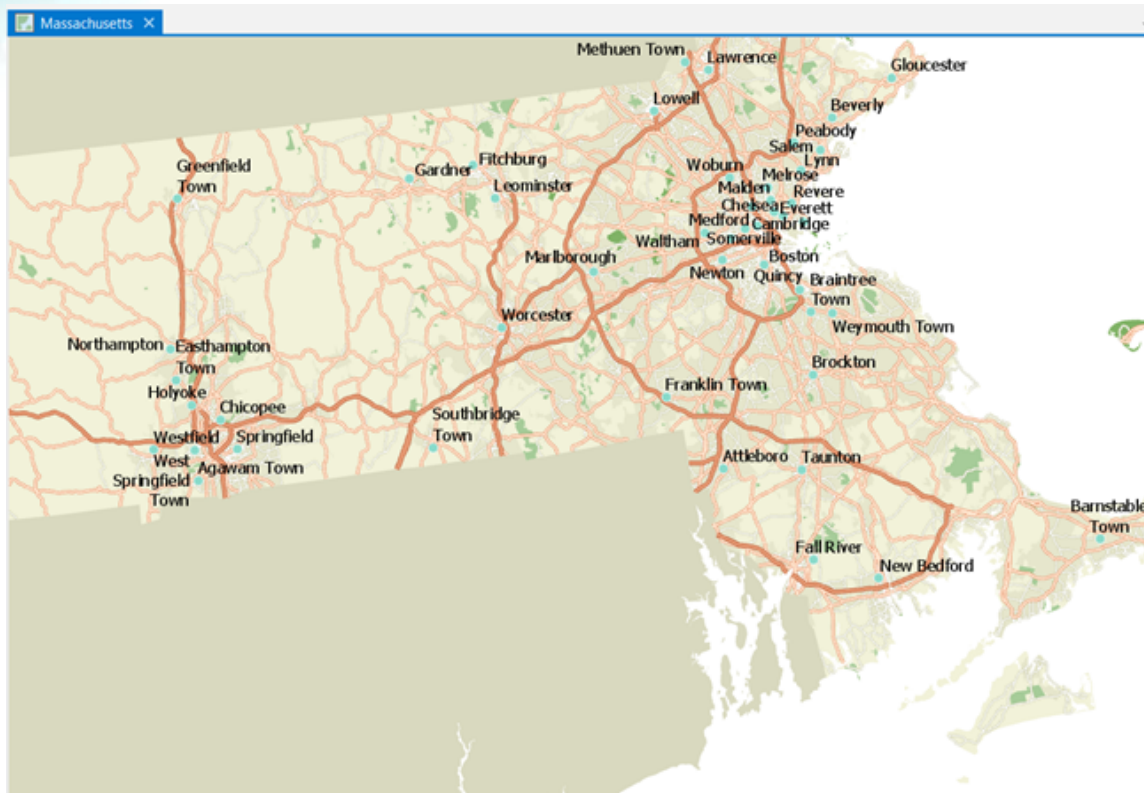 Massachusetts
Methuen Town
Lawrence
Gloucester
Lowell
Beverly
Peabody
Salem
Lynn
Greenfield
Town
Gardner
Fitchburg
Leominster
Woburn
Melrose
Malden
Revere
Chelsea
Everett
Medford
Cambridge
Waltham
Somerville
Marlborough
Boston
Newton
Quincy
Braintree
Town
Weymouth Town
Worcester
Northampton
Easthampton
Town
Brockton
Holyoke
Chicopee
Franklin Town
Southbridge
Town
Westfield
Springfield
West
Springfield
Town
Agawam Town
Attleboro
Taunton
Barnstable
Town
Fall River
New Bedford